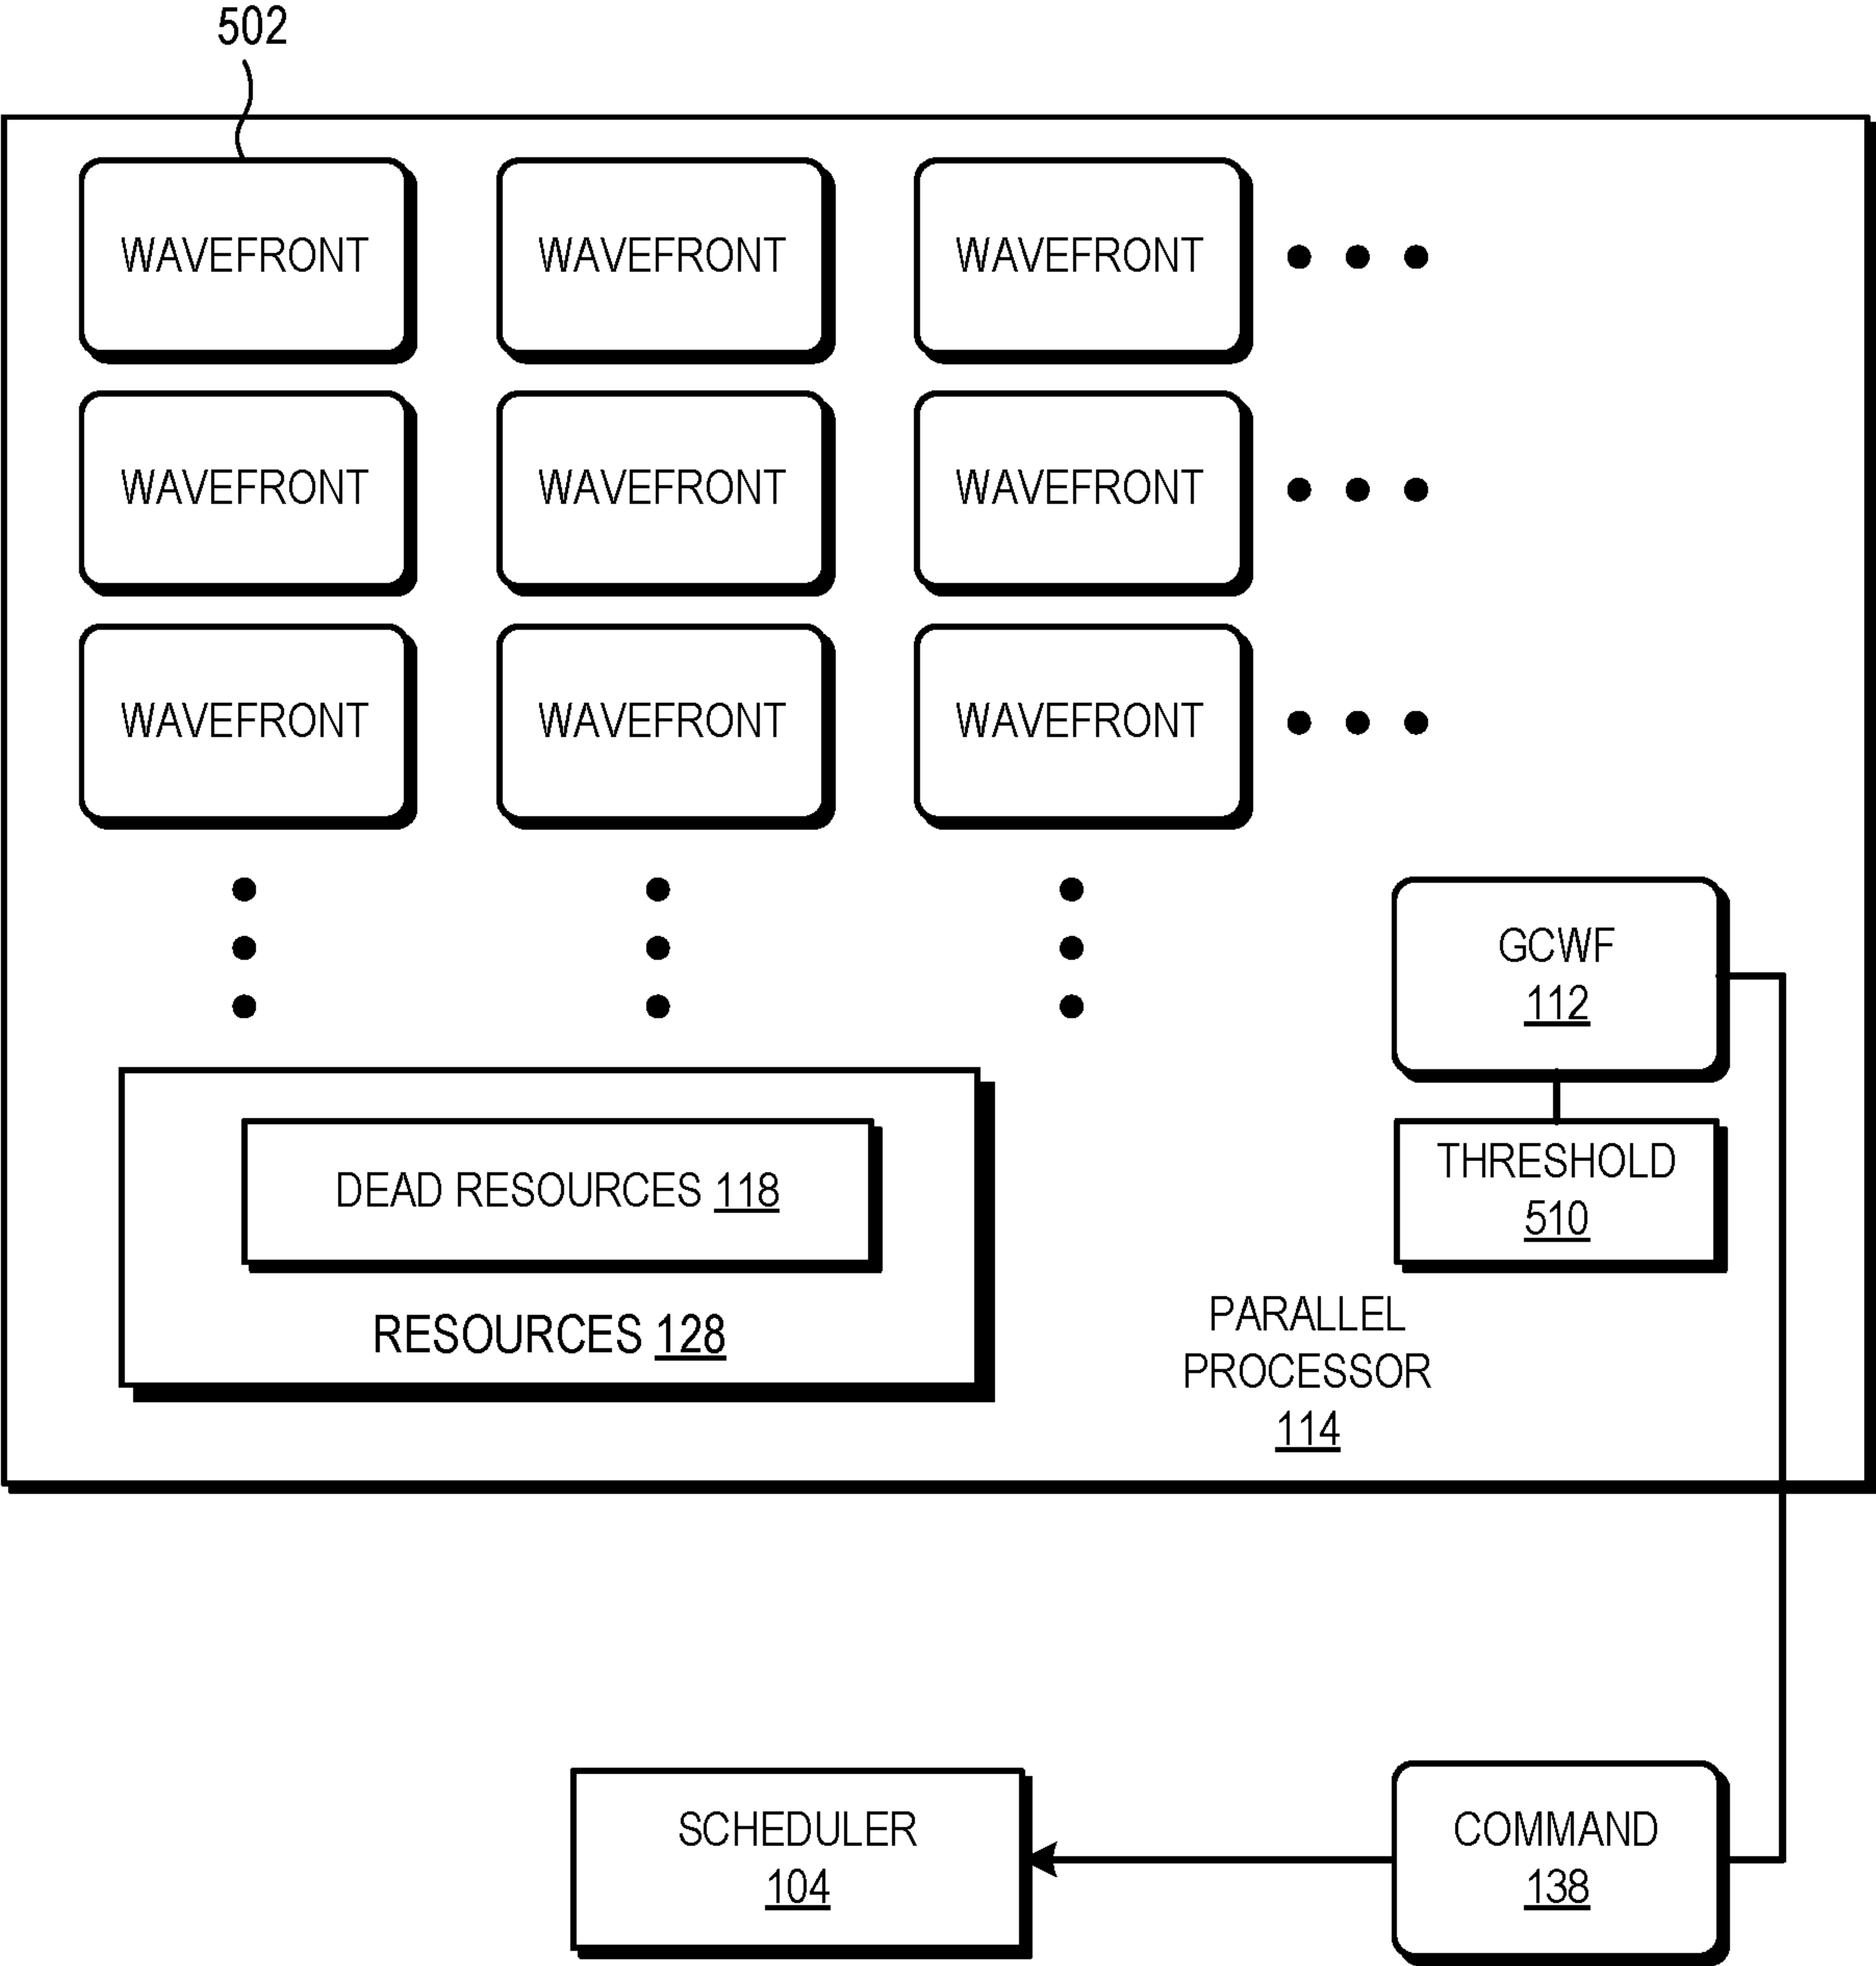 502
WAVEFRONT WAVEFRONT WAVEFRONT
WAVEFRONT WAVEFRONT WAVEFRONT
WAVEFRONT WAVEFRONT WAVEFRONT
GCWF
112
THRESHOLD
510
DEAD RESOURCES 118
RESOURCES 128
PARALLEL
PROCESSOR
114
SCHEDULER
104
COMMAND
138